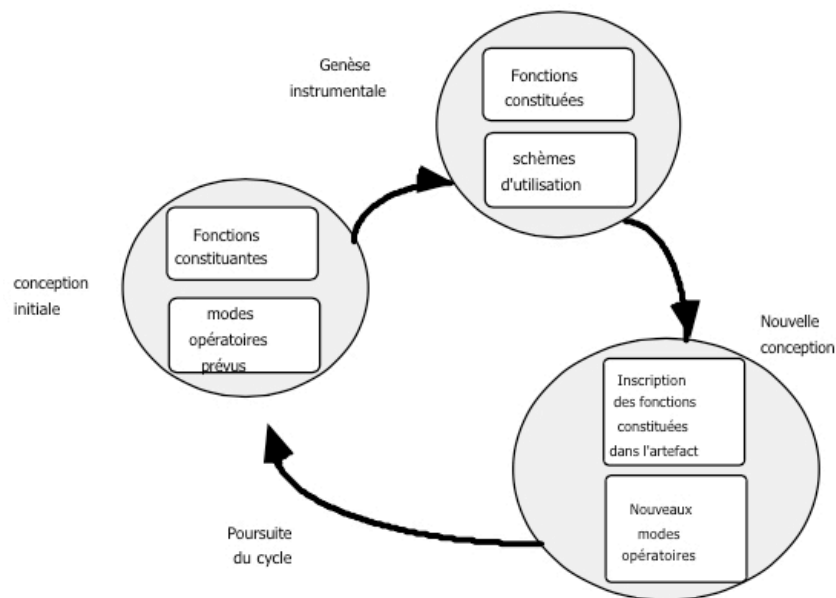 Genèse
instrumentale
Fonctions
constituées
schèmes
d'utilisation
conception
initiale
Fonctions
constituantes
modes
opératoires
prévus
Nouvelle
conception
Inscription
des fonctions
constituées
dans l'artefact
Nouveaux
modes
opératoires
Poursuite
du cycle